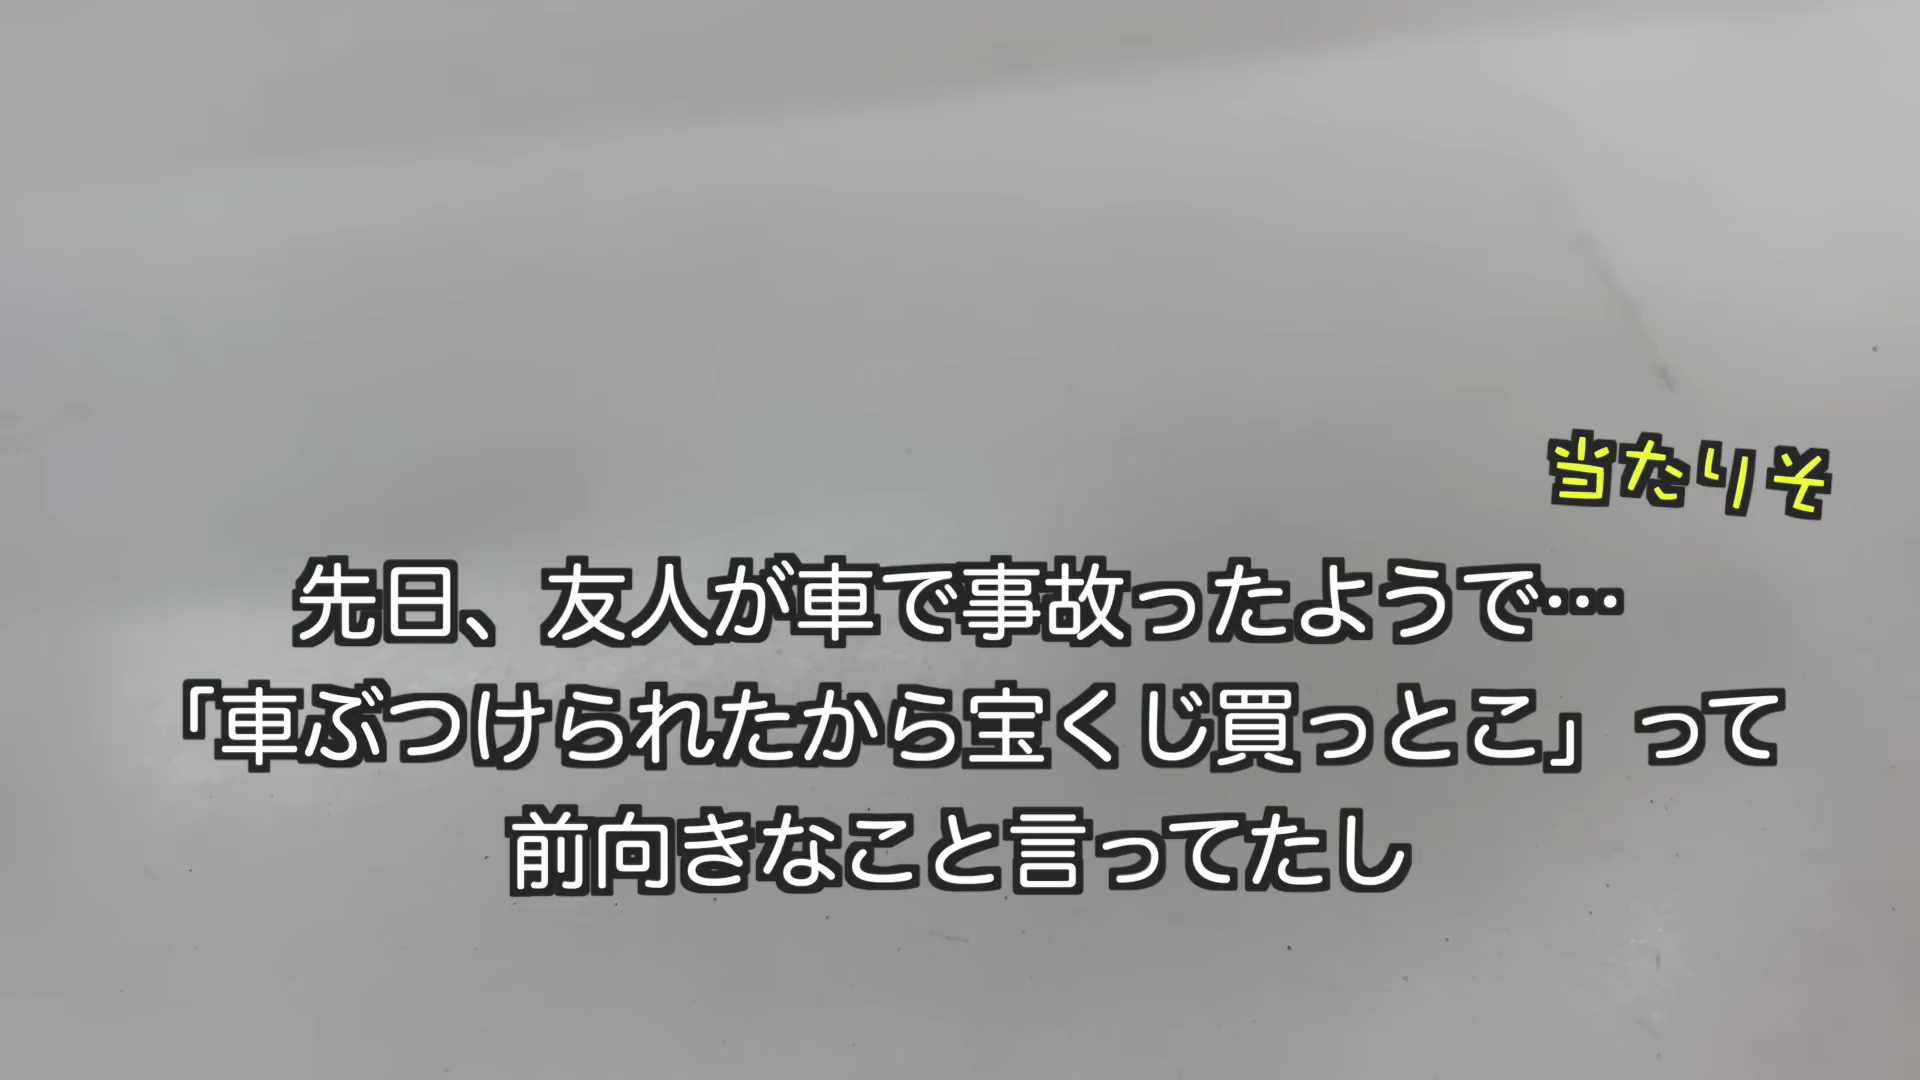 当たりそ
先日、友人が車で事故ったようで…
「車ぶつけられたから宝くじ買っとこ」って
前向きなこと言ってたし